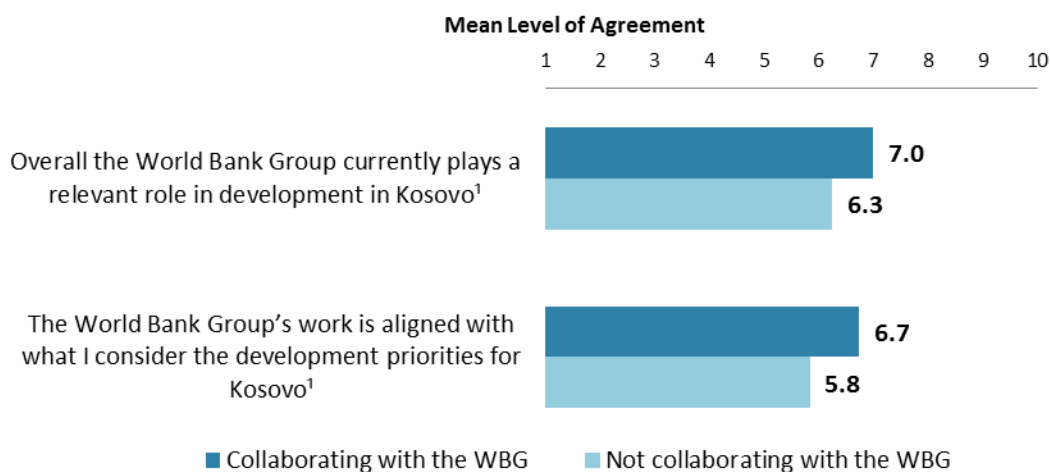 Mean Level of Agreement
1 2 3 4 5 6 7 8 9 10
Overall the World Bank Group currently plays a
relevant role in development in Kosovo¹
7.0
6.3
The World Bank Group’s work is aligned with
what I consider the development priorities for
Kosovo¹
6.7
5.8
Collaborating with the WBG Not collaborating with the WBG